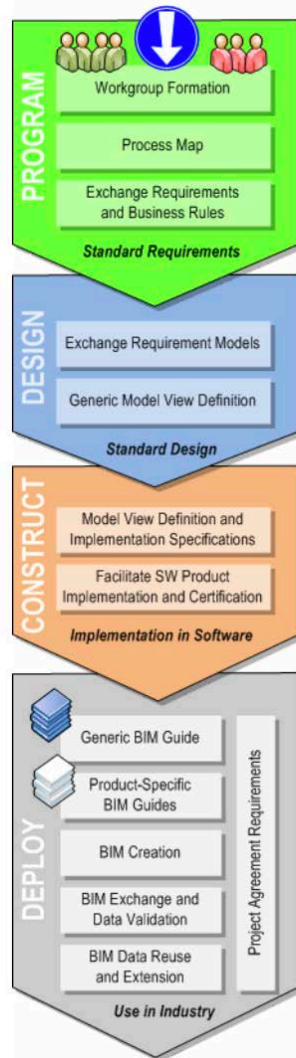 PROGRAM
Workgroup Formation
Process Map
Exchange Requirements
and Business Rules
Standard Requirements
DESIGN
Exchange Requirement Models
Generic Model View Definition
Standard Design
CONSTRUCT
Model View Definition and
Implementation Specifications
Facilitate SW Product
Implementation and Certification
Implementation in Software
DEPLOY
Generic BIM Guide
Product-Specific
BIM Guides
BIM Creation
BIM Exchange and
Data Validation
BIM Data Reuse
and Extension
Project Agreement Requirements
Use in Industry